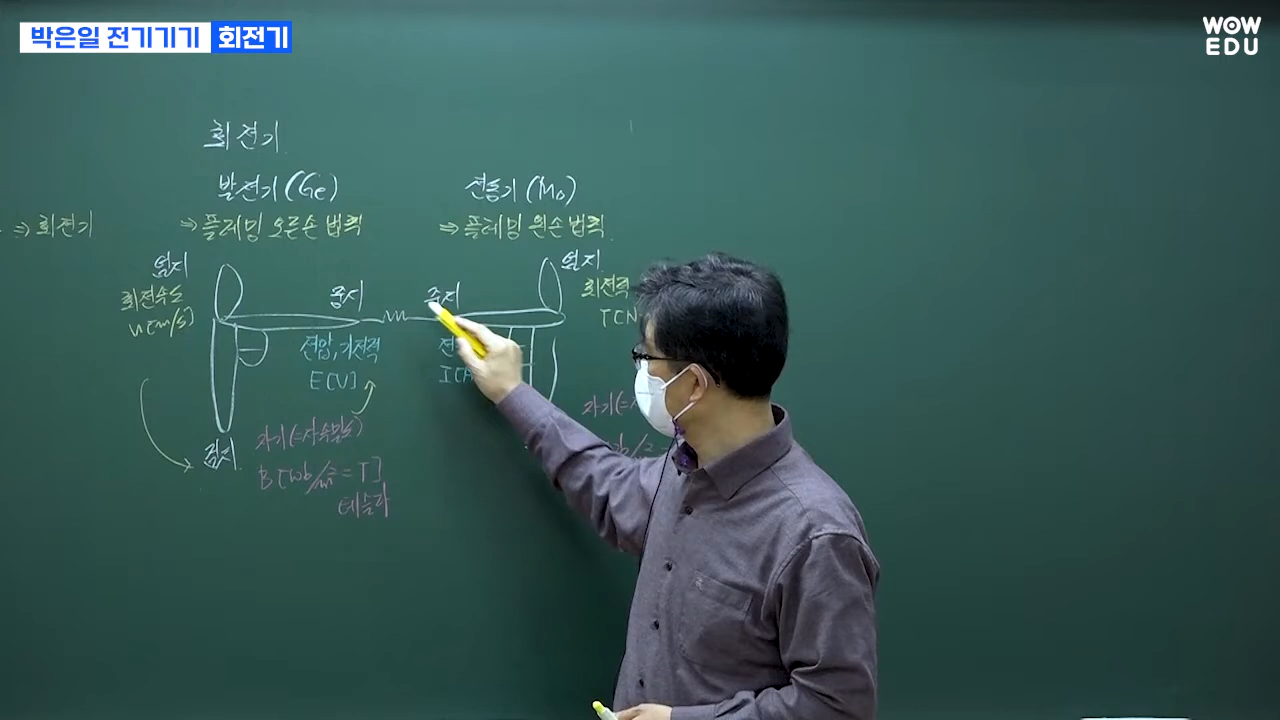 박은일 전기기기 회전기
WOW
EDU
회전기
발전기(Ge) 전동기(Mo)
⇒ 회전기 ⇒ 플레밍 오른손 법칙 ⇒ 플레밍 왼손 법칙
엄지 엄지
회전속도 중지 중지 회전력
v[m/s]
전압, 기전력 전
E[V] I[A
자기(=자속밀도) 자기(=
검지 B[Wb/m² = T]
테슬라